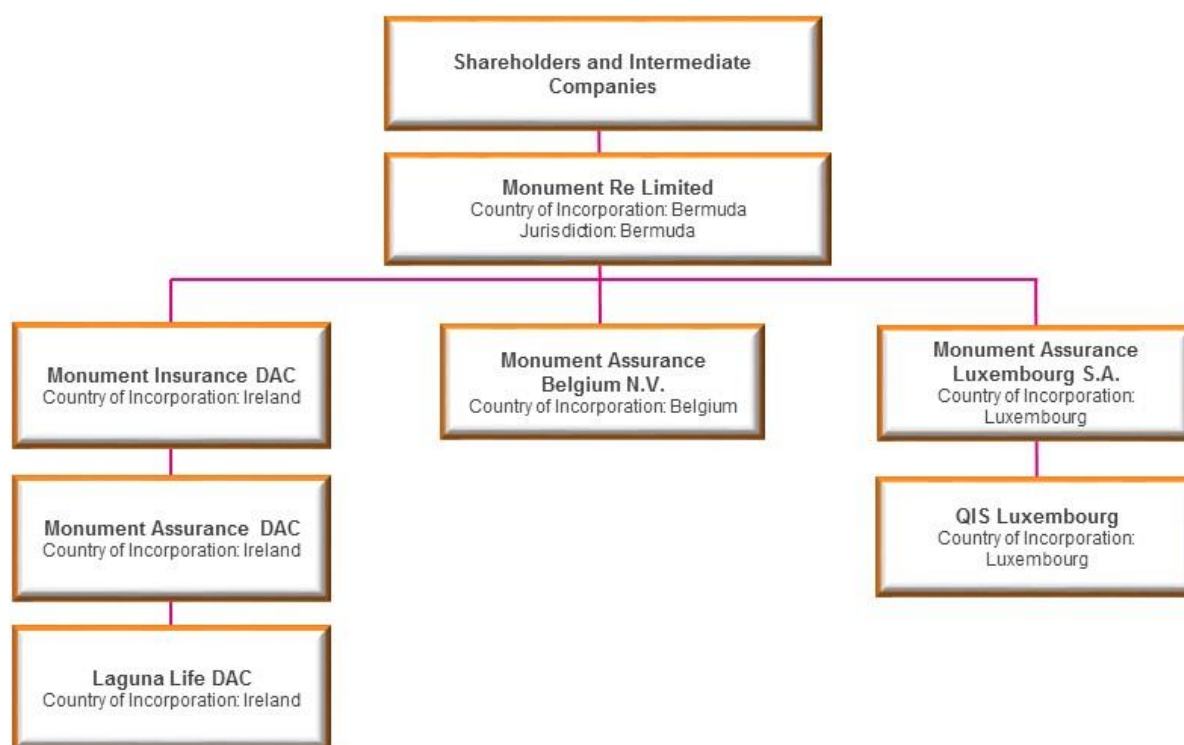 Shareholders and Intermediate
Companies
Monument Re Limited
Country of Incorporation: Bermuda
Jurisdiction: Bermuda
Monument Insurance DAC
Country of Incorporation: Ireland
Monument Assurance
Belgium N.V.
Country of Incorporation: Belgium
Monument Assurance
Luxembourg S.A.
Country of Incorporation:
Luxembourg
Monument Assurance DAC
Country of Incorporation: Ireland
QIS Luxembourg
Country of Incorporation:
Luxembourg
Laguna Life DAC
Country of Incorporation: Ireland